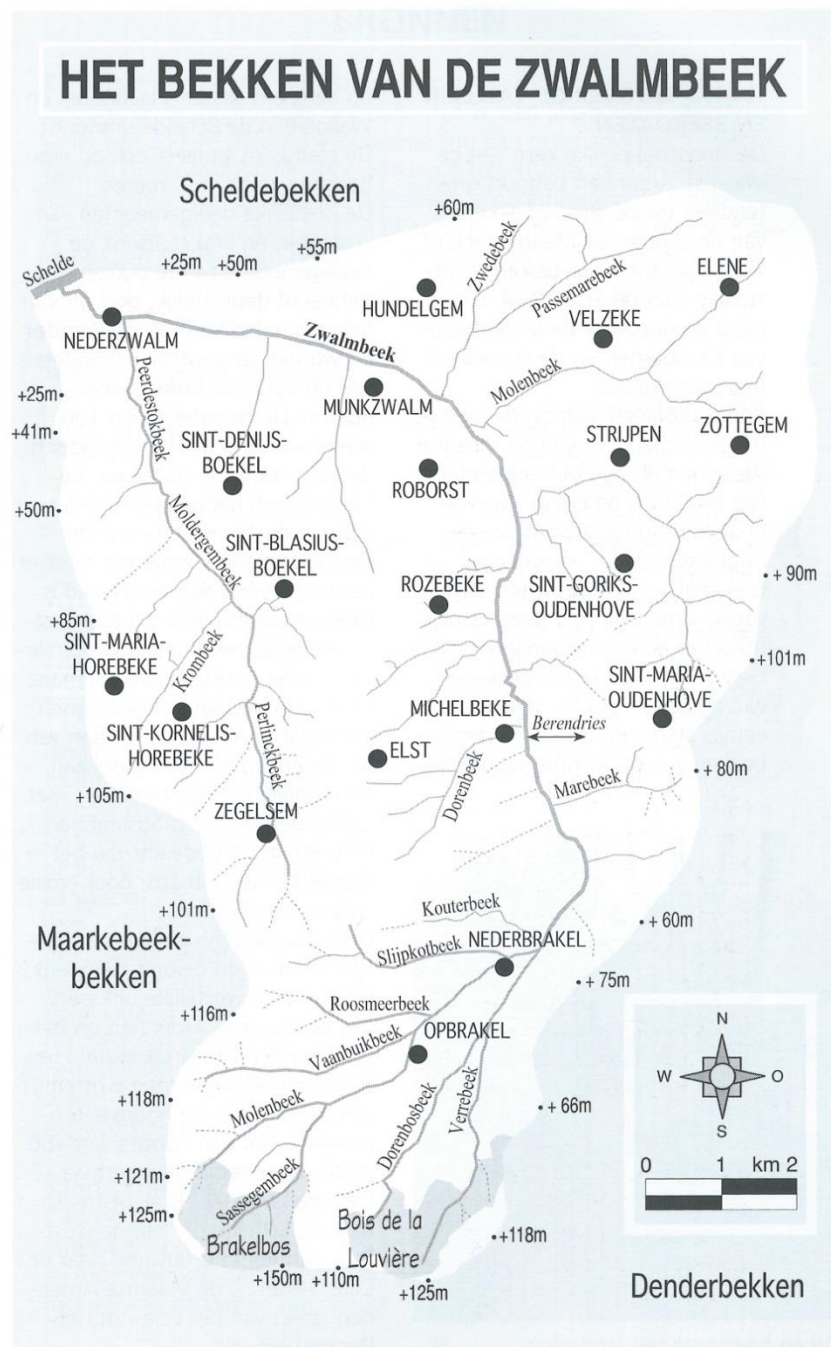 HET BEKKEN VAN DE ZWALMBEEK
Scheldebekken
+60m
+55m
+25m
+50m
Schelde
Zwedebeek
Passemarebeek
ELENE
HUNDELGEM
VELZEKE
NEDERZWALM
Zwalmbeek
Molenbeek
MUNKZWALM
+25m
Peerdestokbeek
+41m
SINT-DENIJS-
BOEKEL
STRIJPEN
ZOTTEGEM
ROBORST
+50m
Moldergembeek
SINT-BLASIUS-
BOEKEL
ROZEBEKE
SINT-GORIKS-
OUDENHOVE
+ 90m
+85m
SINT-MARIA-
HOREBEKE
Krombeek
+101m
SINT-MARIA-
OUDENHOVE
SINT-KORNELIS-
HOREBEKE
Perlinckbeek
MICHELBEKE
Berendries
ELST
Dorenbeek
Marebeek
+ 80m
+105m
ZEGELSEM
+101m
Kouterbeek
+ 60m
Maarkebeek-
bekken
Slijpkotbeek
NEDERBRAKEL
+ 75m
+116m
Roosmeerbeek
OPBRAKEL
Vaanbuikbeek
+118m
Molenbeek
Dorenbosbeek
Verrebeek
+ 66m
N
W
O
S
0 1 km 2
+121m
+125m
Sassegembeek
Brakelbos
Bois de la
Louvière
+118m
+150m
+110m
+125m
Denderbekken